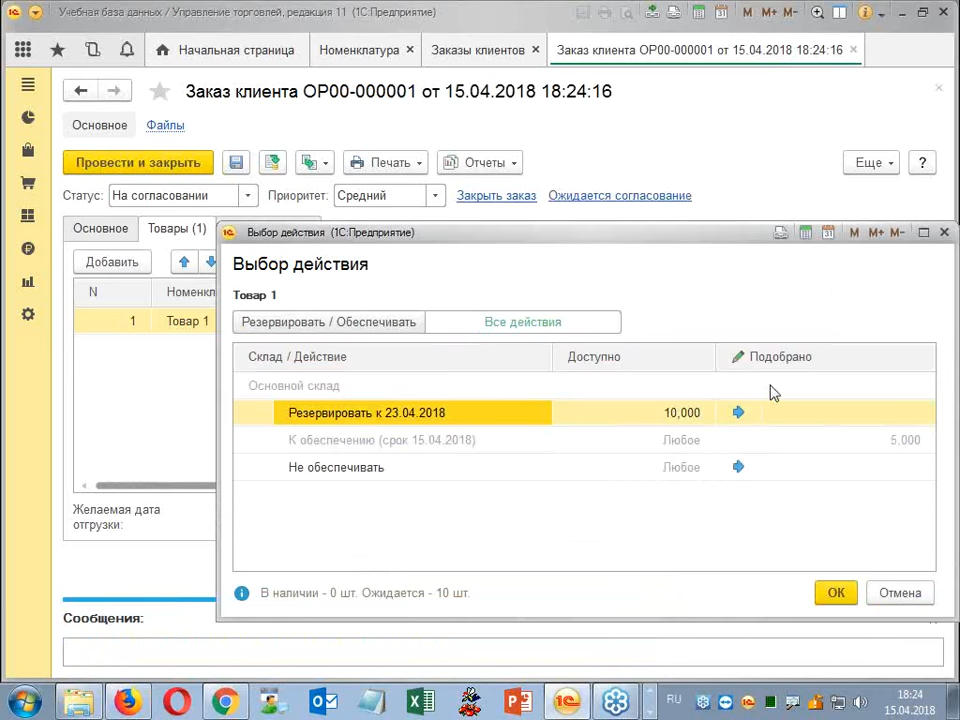 Учебная база данных / Управление торговлей, редакция 11 (1С:Предприятие)
M M+ M-
Начальная страница
Номенклатура ×
Заказы клиентов ×
Заказ клиента ОР00-000001 от 15.04.2018 18:24:16 ×
Заказ клиента ОР00-000001 от 15.04.2018 18:24:16
Основное Файлы
Провести и закрыть Печать Отчеты Еще ?
Статус: На согласовании Приоритет: Средний Закрыть заказ Ожидается согласование
Основное Товары (1)
Добавить
N Номенкл
1 Товар 1
Желаемая дата
отгрузки:
Сообщения:
Выбор действия (1С:Предприятие)
31 M M+ M-
Выбор действия
Товар 1
Резервировать / Обеспечивать Все действия
Склад / Действие Доступно Подобрано
Основной склад
Резервировать к 23.04.2018 10,000
К обеспечению (срок 15.04.2018) Любое 5,000
Не обеспечивать Любое
В наличии - 0 шт. Ожидается - 10 шт.
ОК Отмена
RU
18:24
15.04.2018